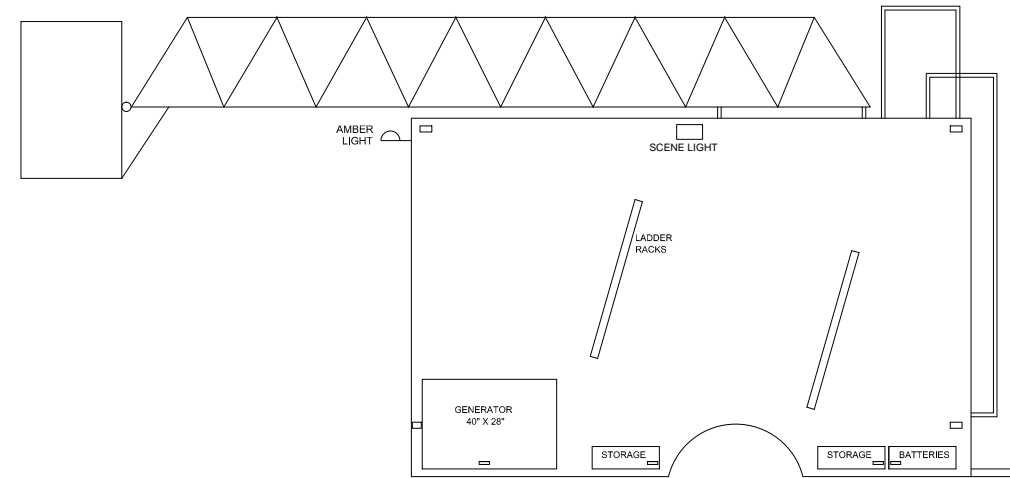 AMBER
LIGHT
SCENE LIGHT
LADDER
RACKS
GENERATOR
40" X 28"
STORAGE
STORAGE
BATTERIES